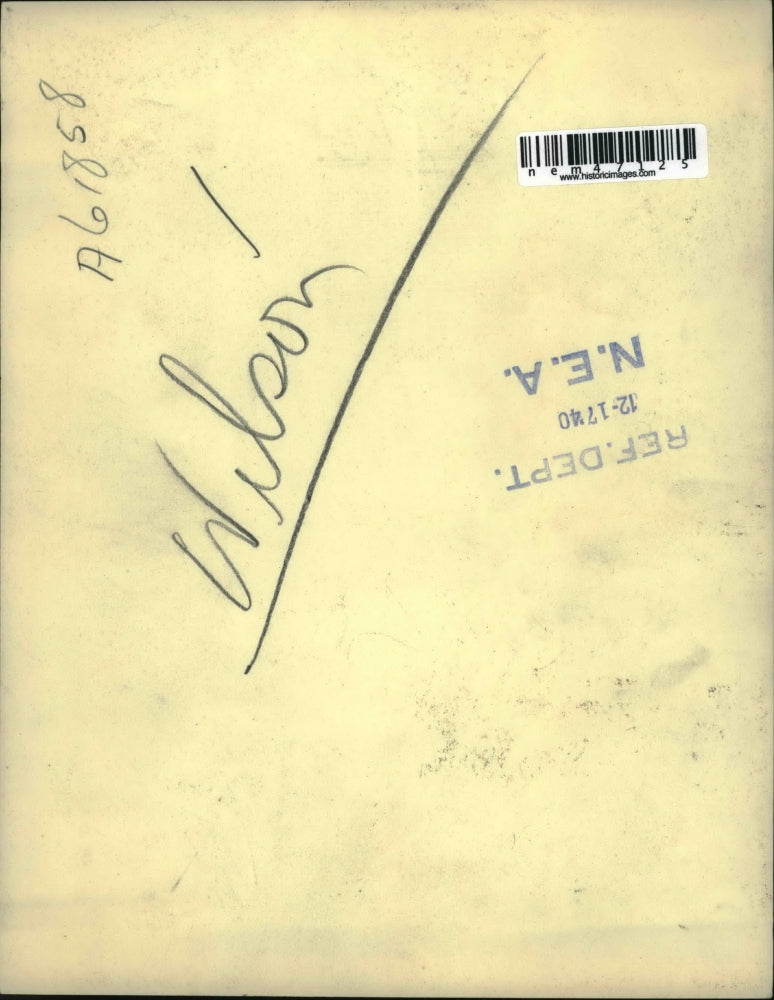 A61858
Wilson
nem47125
www.historicimages.com
REF. DEPT.
12-17-40
N.E.A.